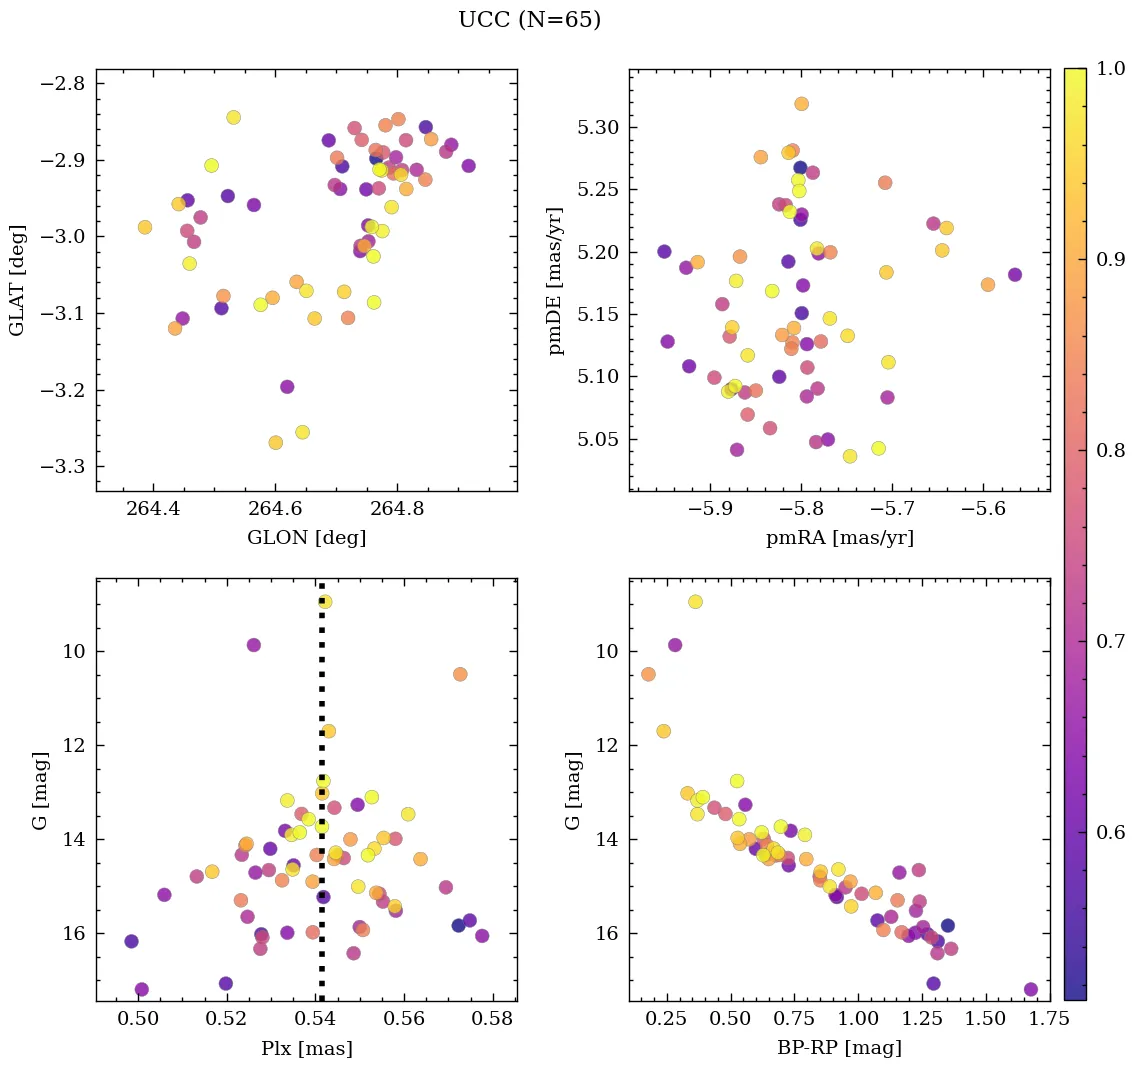 UCC (N=65)
−2.8
−2.9
−3.0
−3.1
−3.2
−3.3
GLAT [deg]
264.4 264.6 264.8
GLON [deg]
5.30
5.25
5.20
5.15
5.10
5.05
pmDE [mas/yr]
−5.9 −5.8 −5.7 −5.6
pmRA [mas/yr]
1.0
0.9
0.8
0.7
0.6
10
12
14
16
G [mag]
0.50 0.52 0.54 0.56 0.58
Plx [mas]
10
12
14
16
G [mag]
0.25 0.50 0.75 1.00 1.25 1.50 1.75
BP-RP [mag]